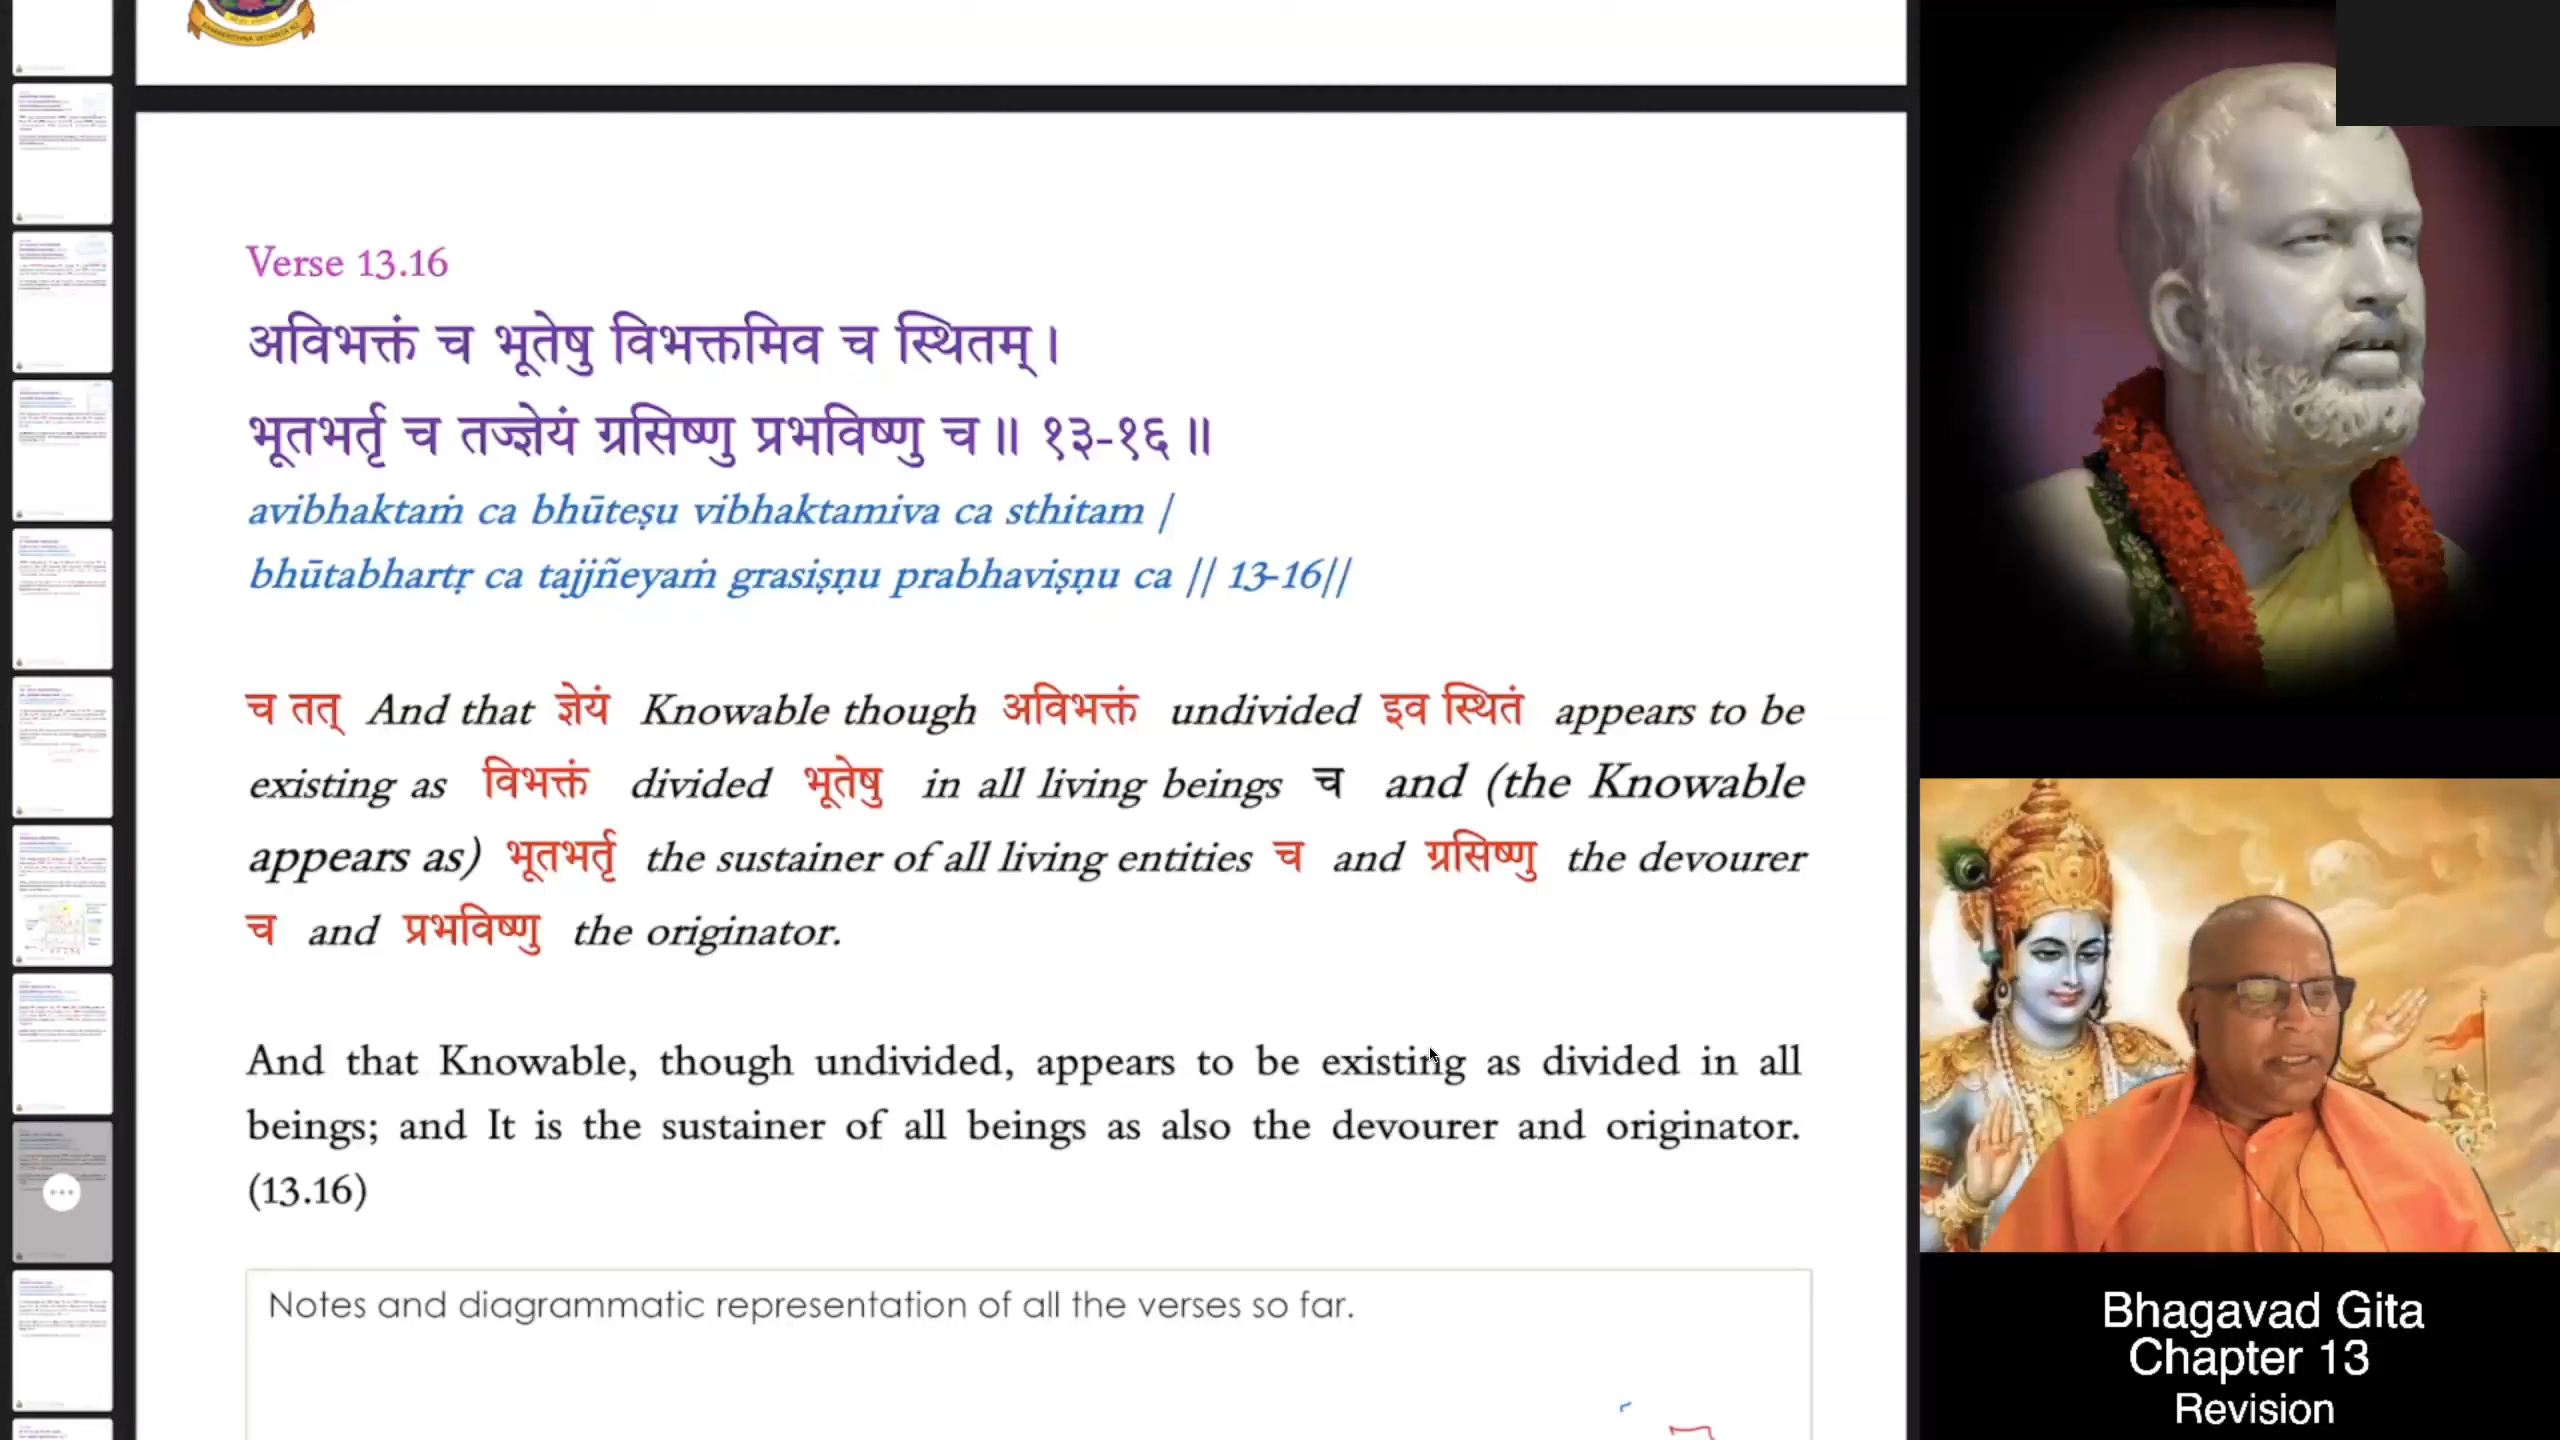 Verse 13.16
अविभक्तं च भूतेषु विभक्तमिव च स्थितम् ।
भूतभर्तृ च तज्ज्ञेयं ग्रसिष्णु प्रभविष्णु च ॥ १३-१६ ॥
avibhaktaṁ ca bhūteṣu vibhaktamiva ca sthitam |
bhūtabhartṛ ca tajjñeyaṁ grasiṣṇu prabhaviṣṇu ca || 13-16||
च तत् And that ज्ञेयं Knowable though अविभक्तं undivided इव स्थितं appears to be
existing as विभक्तं divided भूतेषु in all living beings च and (the Knowable
appears as) भूतभर्तृ the sustainer of all living entities च and ग्रसिष्णु the devourer
च and प्रभविष्णु the originator.
And that Knowable, though undivided, appears to be existing as divided in all
beings; and It is the sustainer of all beings as also the devourer and originator.
(13.16)
Notes and diagrammatic representation of all the verses so far.
Bhagavad Gita
Chapter 13
Revision